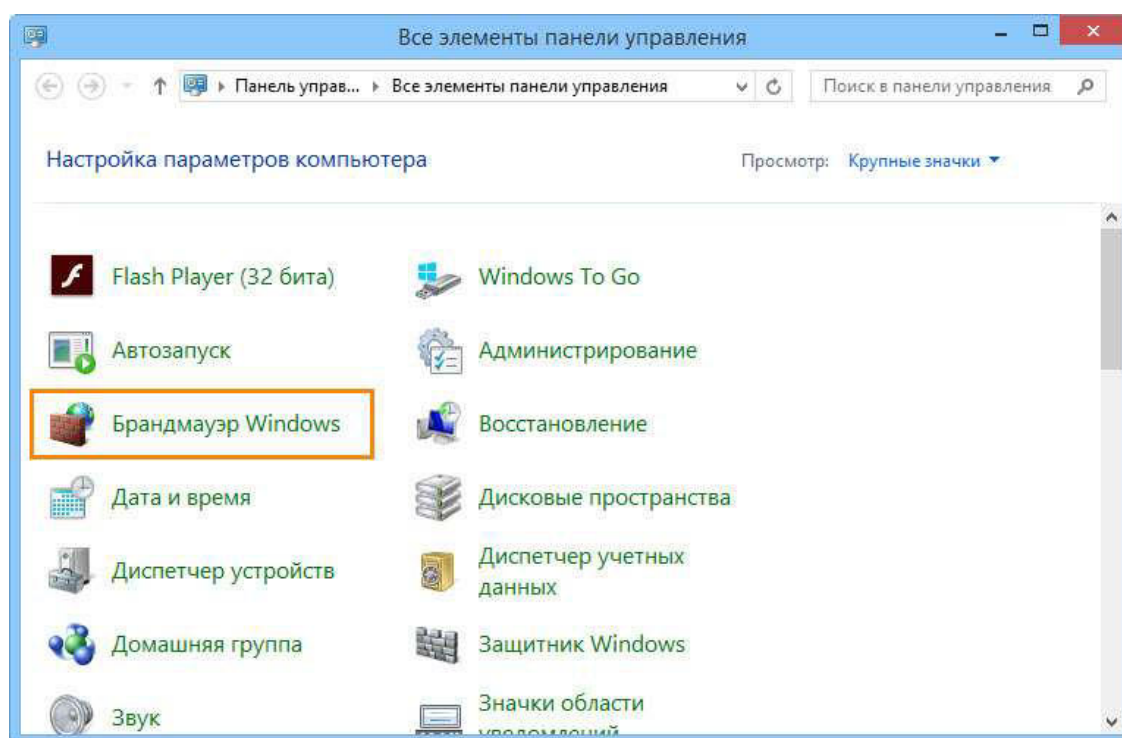 Все элементы панели управления
Панель управ... Все элементы панели управления Поиск в панели управления
Настройка параметров компьютера Просмотр: Крупные значки
Flash Player (32 бита) Windows To Go
Автозапуск Администрирование
Брандмауэр Windows Восстановление
Дата и время Дисковые пространства
Диспетчер устройств Диспетчер учетных
данных
Домашняя группа Защитник Windows
Звук Значки области
уведомлений